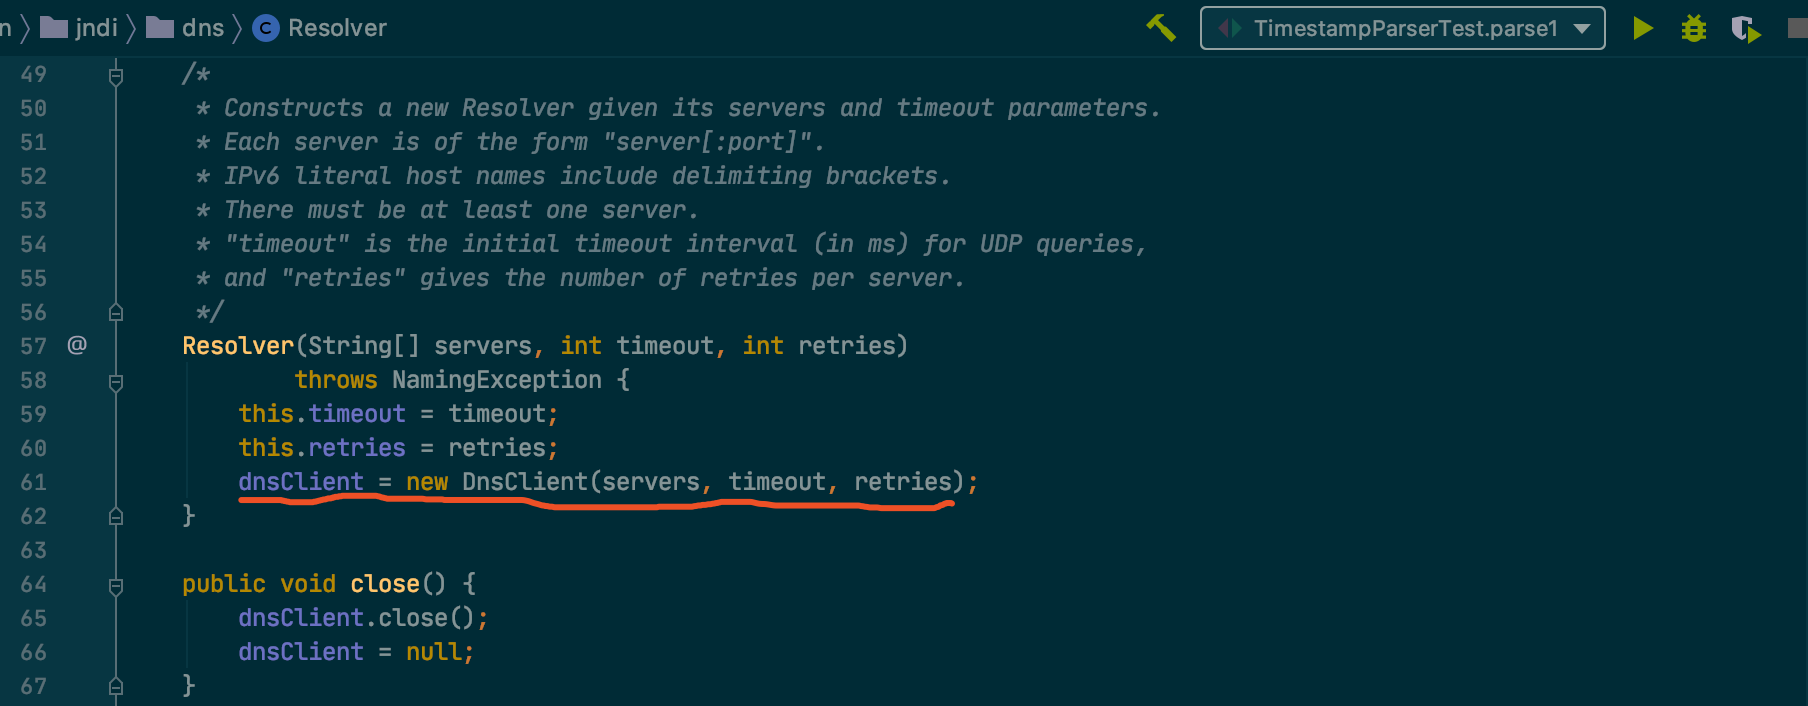 n jndi dns C Resolver TimestampParserTest.parse1
49 /*
50 * Constructs a new Resolver given its servers and timeout parameters.
51 * Each server is of the form "server[:port]".
52 * IPv6 literal host names include delimiting brackets.
53 * There must be at least one server.
54 * "timeout" is the initial timeout interval (in ms) for UDP queries,
55 * and "retries" gives the number of retries per server.
56 */
57 @ Resolver(String[] servers, int timeout, int retries)
58 throws NamingException {
59 this.timeout = timeout;
60 this.retries = retries;
61 dnsClient = new DnsClient(servers, timeout, retries);
62 }
63
64 public void close() {
65 dnsClient.close();
66 dnsClient = null;
67 }